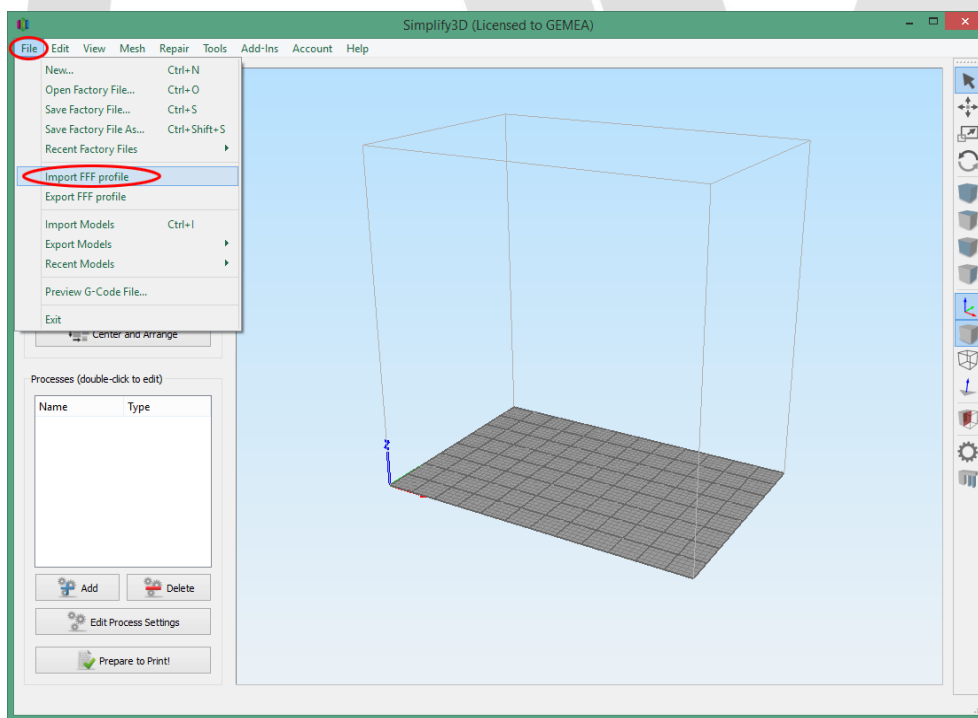 Simplify3D (Licensed to GEMEA)
File Edit View Mesh Repair Tools Add-Ins Account Help
New... Ctrl+N
Open Factory File... Ctrl+O
Save Factory File... Ctrl+S
Save Factory File As... Ctrl+Shift+S
Recent Factory Files
Import FFF profile
Export FFF profile
Import Models Ctrl+I
Export Models
Recent Models
Preview G-Code File...
Exit
Center and Arrange
Processes (double-click to edit)
Name Type
Add Delete
Edit Process Settings
Prepare to Print!
Z